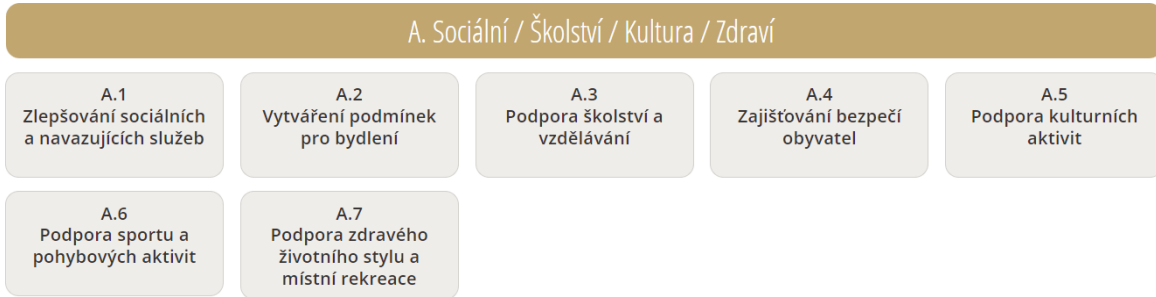 A. Sociální / Školství / Kultura / Zdraví
A.1
Zlepšování sociálních
a navazujících služeb
A.2
Vytváření podmínek
pro bydlení
A.3
Podpora školství a
vzdělávání
A.4
Zajišťování bezpečí
obyvatel
A.5
Podpora kulturních
aktivit
A.6
Podpora sportu a
pohybových aktivit
A.7
Podpora zdravého
životního stylu a
místní rekreace